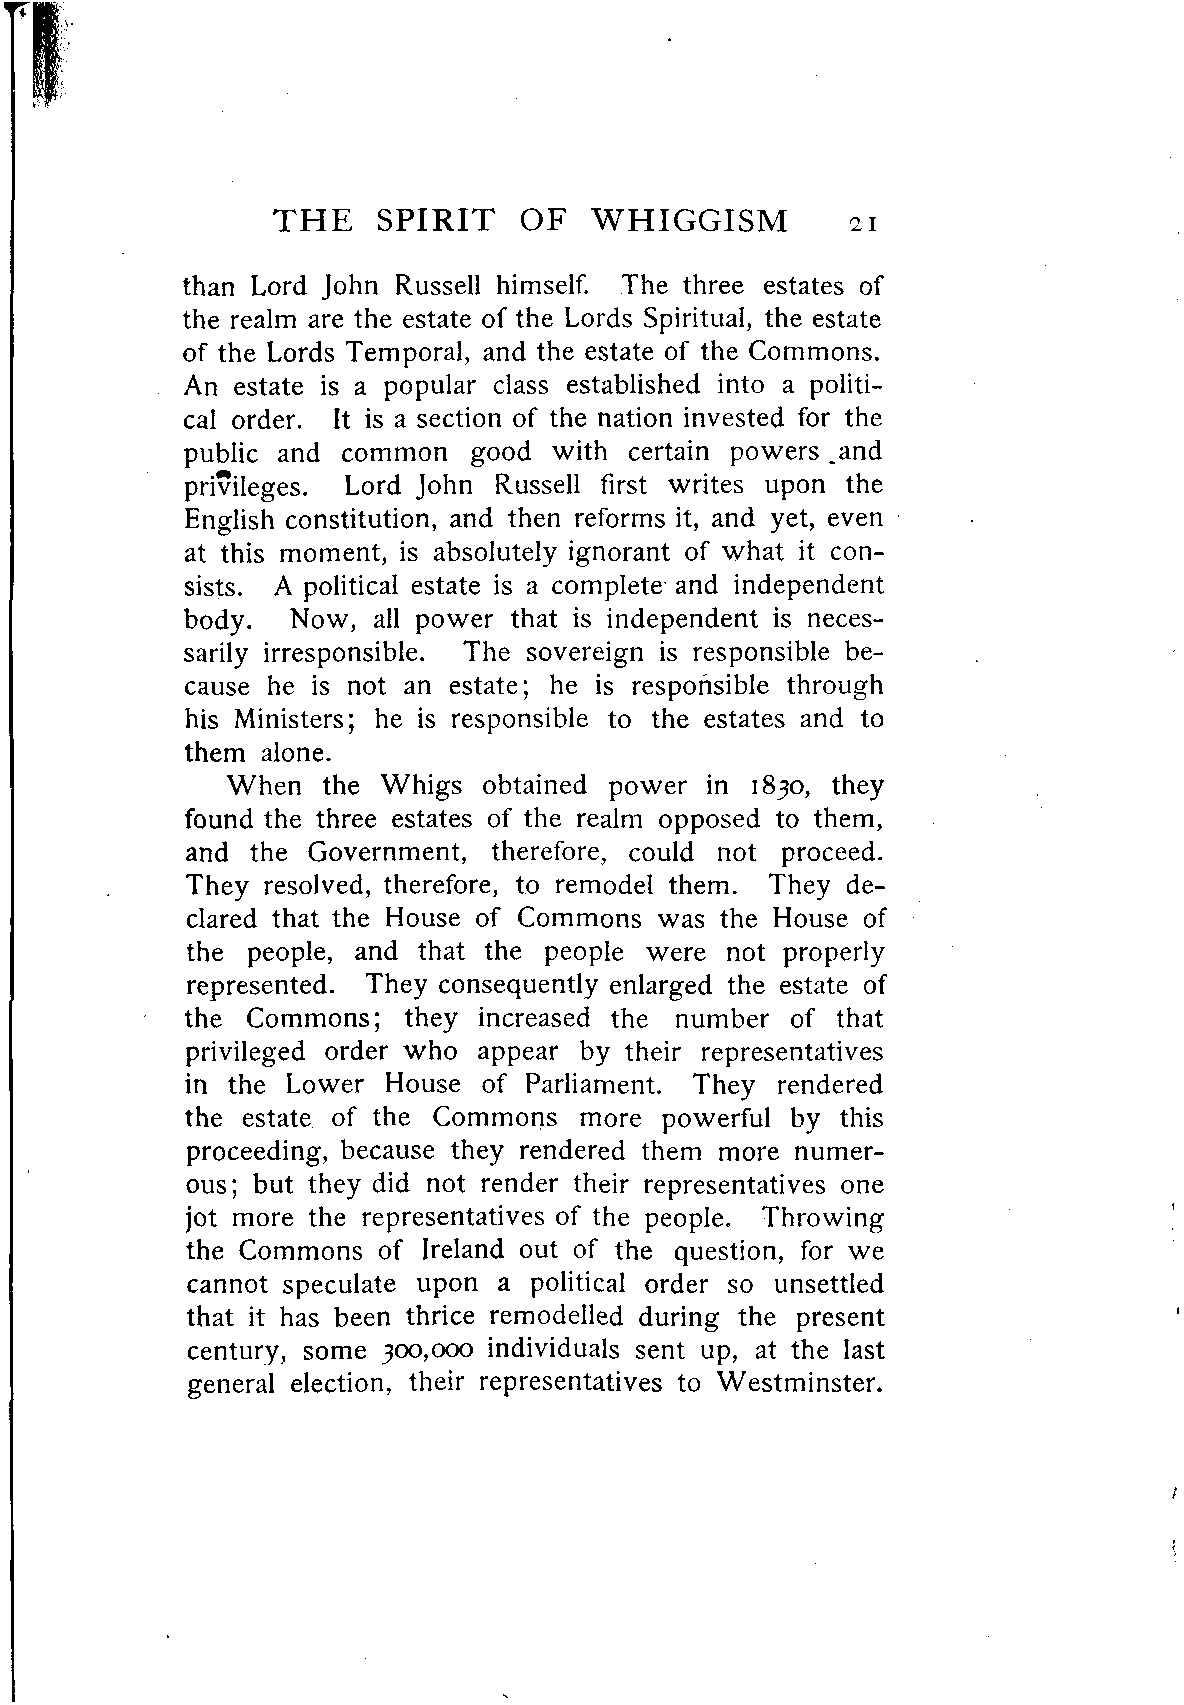 THE SPIRIT OF WHIGGISM 21
than Lord John Russell himself. The three estates of
the realm are the estate of the Lords Spiritual, the estate
of the Lords Temporal, and the estate of the Commons.
An estate is a popular class established into a politi-
cal order. It is a section of the nation invested for the
public and common good with certain powers and
privileges. Lord John Russell first writes upon the
English constitution, and then reforms it, and yet, even
at this moment, is absolutely ignorant of what it con-
sists. A political estate is a complete and independent
body. Now, all power that is independent is neces-
sarily irresponsible. The sovereign is responsible be-
cause he is not an estate; he is responsible through
his Ministers; he is responsible to the estates and to
them alone.
When the Whigs obtained power in 1830, they
found the three estates of the realm opposed to them,
and the Government, therefore, could not proceed.
They resolved, therefore, to remodel them. They de-
clared that the House of Commons was the House of
the people, and that the people were not properly
represented. They consequently enlarged the estate of
the Commons; they increased the number of that
privileged order who appear by their representatives
in the Lower House of Parliament. They rendered
the estate of the Commons more powerful by this
proceeding, because they rendered them more numer-
ous; but they did not render their representatives one
jot more the representatives of the people. Throwing
the Commons of Ireland out of the question, for we
cannot speculate upon a political order so unsettled
that it has been thrice remodelled during the present
century, some 300,000 individuals sent up, at the last
general election, their representatives to Westminster.